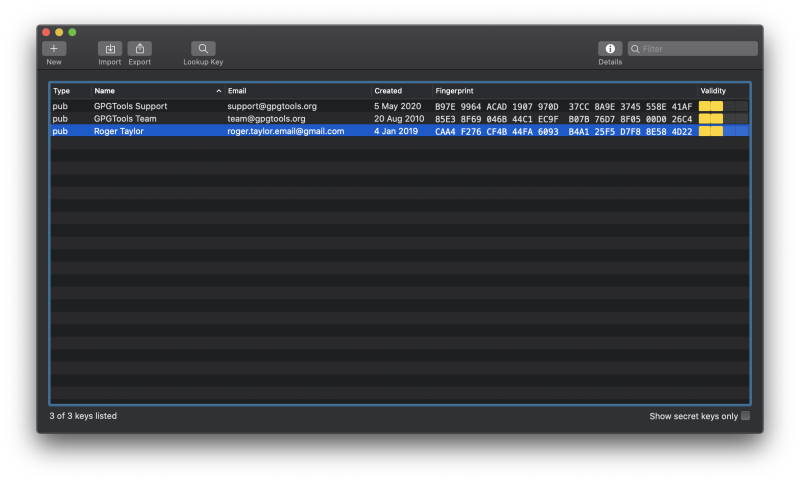 New Import Export Lookup Key Details Filter
Type Name Email Created Fingerprint Validity
pub GPGTools Support support@gpgtools.org 5 May 2020 B97E 9964 ACAD 1907 970D 37CC 8A9E 3745 558E 41AF
pub GPGTools Team team@gpgtools.org 20 Aug 2010 85E3 8F69 046B 44C1 EC9F B07B 76D7 8F05 00D0 26C4
pub Roger Taylor roger.taylor.email@gmail.com 4 Jan 2019 CAA4 F276 CF4B 44FA 6093 B4A1 25F5 D7F8 8E58 4D22
3 of 3 keys listed Show secret keys only